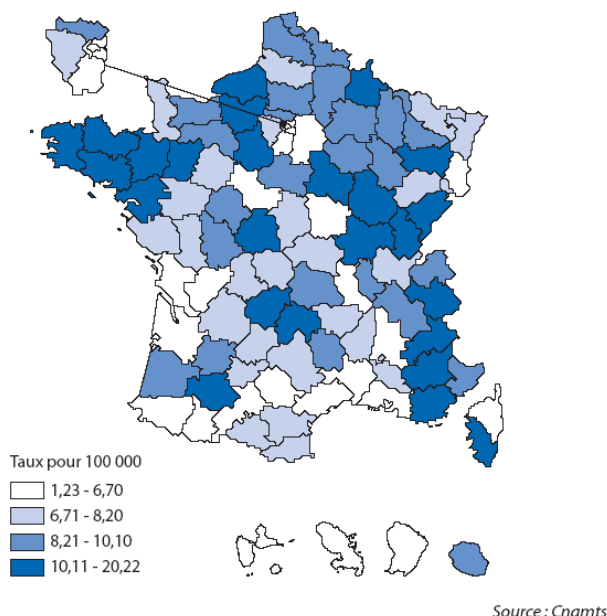 Taux pour 100 000
1,23 - 6,70
6,71 - 8,20
8,21 - 10,10
10,11 - 20,22
Source : Cnamts